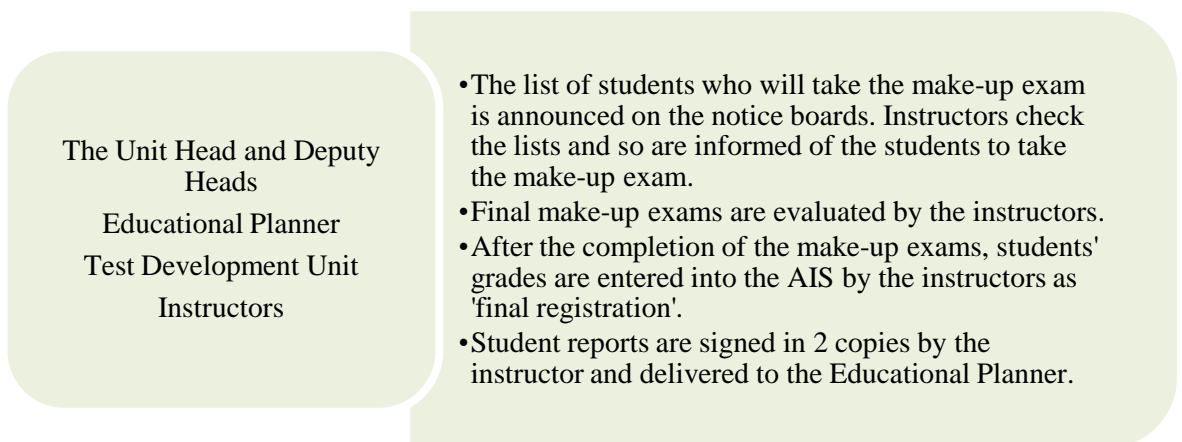 The Unit Head and Deputy
Heads
Educational Planner
Test Development Unit
Instructors
•The list of students who will take the make-up exam
is announced on the notice boards. Instructors check
the lists and so are informed of the students to take
the make-up exam.
•Final make-up exams are evaluated by the instructors.
•After the completion of the make-up exams, students'
grades are entered into the AIS by the instructors as
'final registration'.
•Student reports are signed in 2 copies by the
instructor and delivered to the Educational Planner.